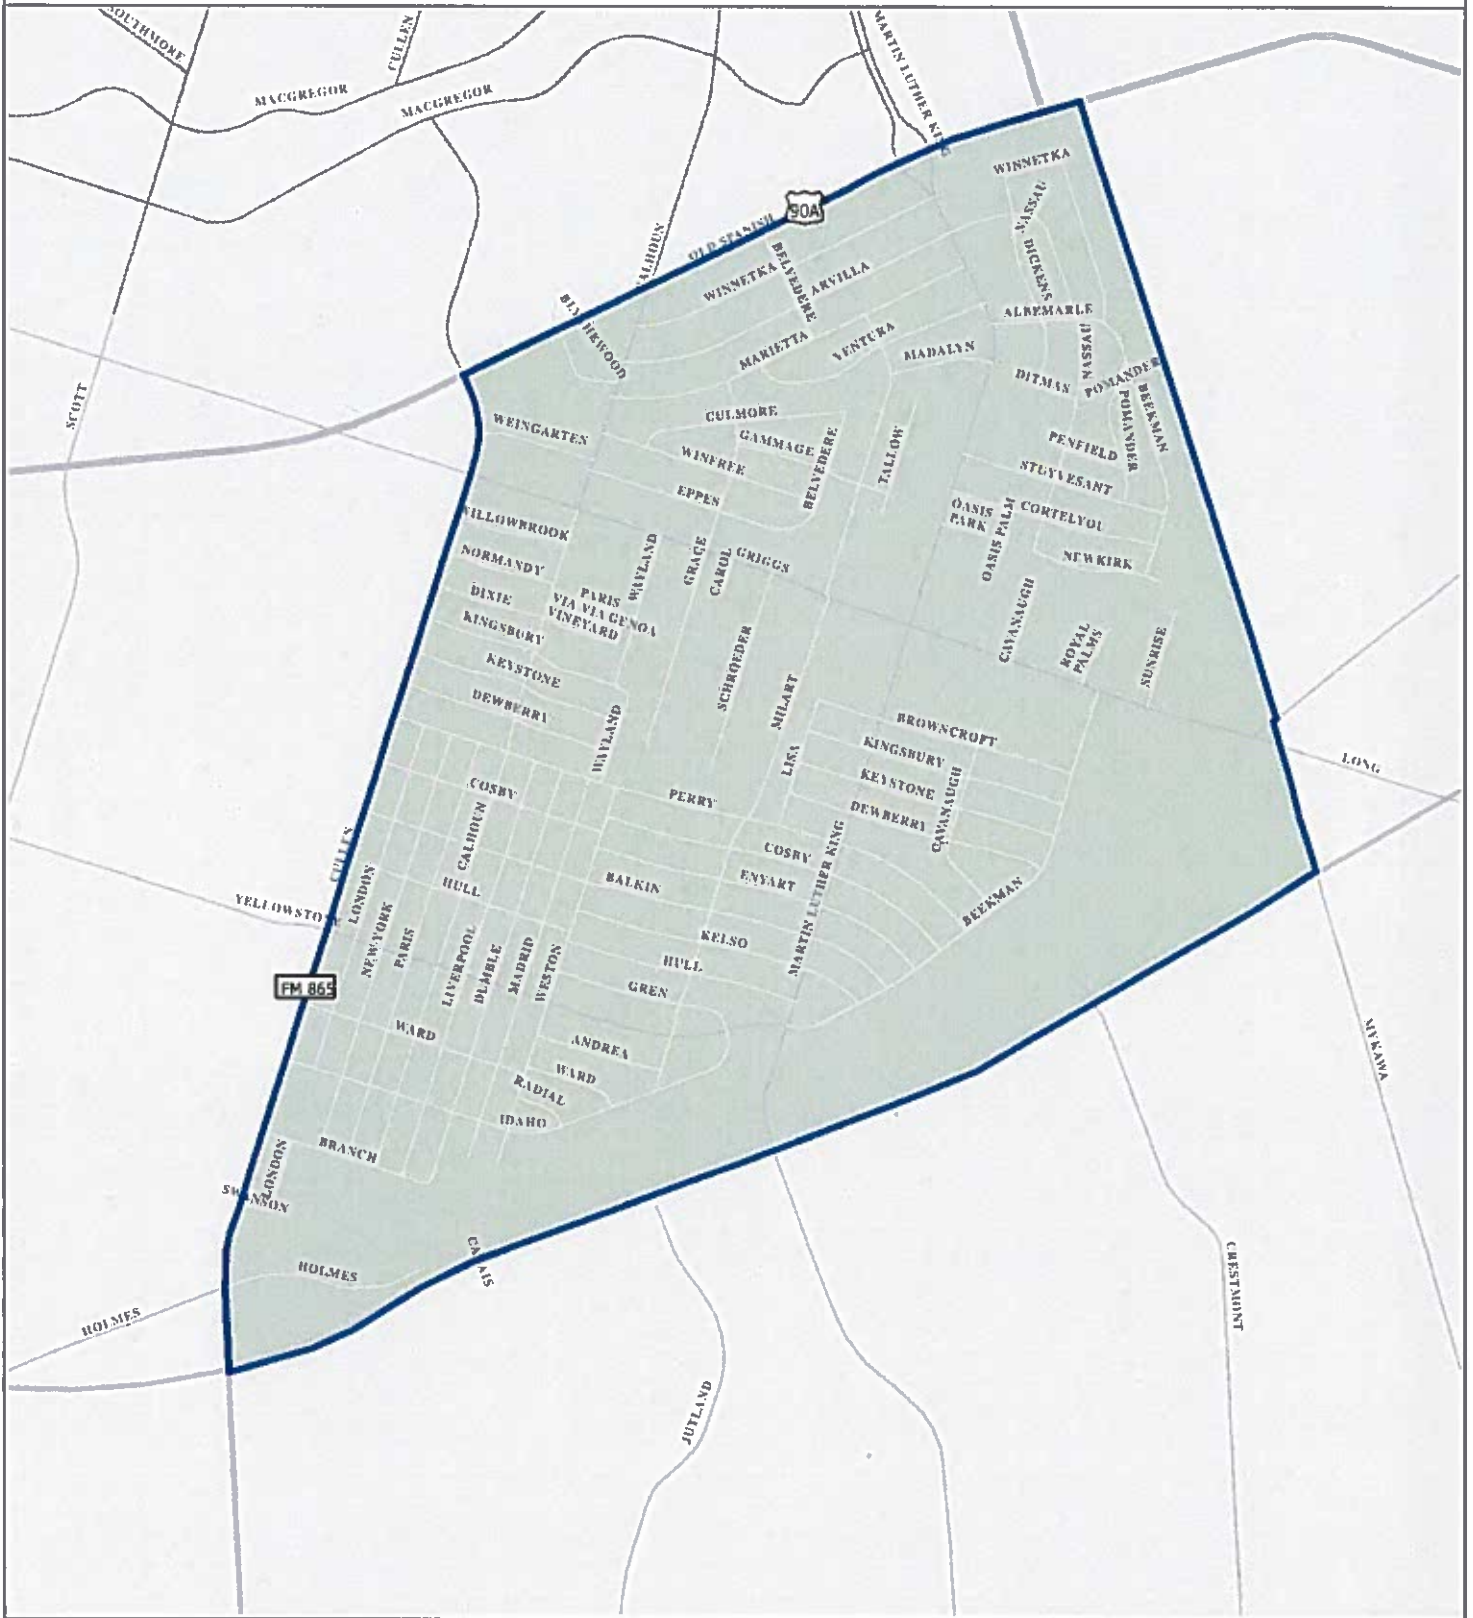 SOUTHMORE
CULLEN
MARTIN LUTHER KING
MACGREGOR
MACGREGOR
WINNETKA
NASSAU
90A
OLD SPANISH
DICKENS
WINNETKA
BELVEDERE
ARVILLA
ALBEMARLE
MARIETTA
VENTURA
MADALYN
NASSAU
DITMAS
POMANDER
BEEKMAN
POMANDER
SCOTT
WEINGARTEN
CULMORE
GAMMAGE
WINFREE
BELVEDERE
TALLOW
PENFIELD
STUYVESANT
EPPES
OASIS
PARK
OASIS PALM
CORTELYOU
NEWKIRK
NORMANDY
WAYLAND
GRACE
CAROL
GRIGGS
DIXIE
PARIS
VIA VIA GENOA
VINEYARD
KINGSBURY
CAVANAUGH
ROYAL
PALMS
SUNRISE
KEYSTONE
SCHROEDER
DEWBERRY
WAYLAND
MILART
LISA
BROWNCROFT
KINGSBURY
KEYSTONE
CAVANAUGH
DEWBERRY
LONG
COSBY
PERRY
CALHOUN
CULLEN
COSBY
ENYART
BALKIN
MARTIN LUTHER KING
HULL
BEEKMAN
LONDON
NEW YORK
PARIS
LIVERPOOL
DUMBLE
MADRID
WESTON
KELSO
HULL
GREN
FM 865
WARD
ANDREA
WARD
RADIAL
IDAHO
MYKAWA
BRANCH
LONDON
SWANSON
HOLMES
HOLMES
CRESTMONT
JUTLAND